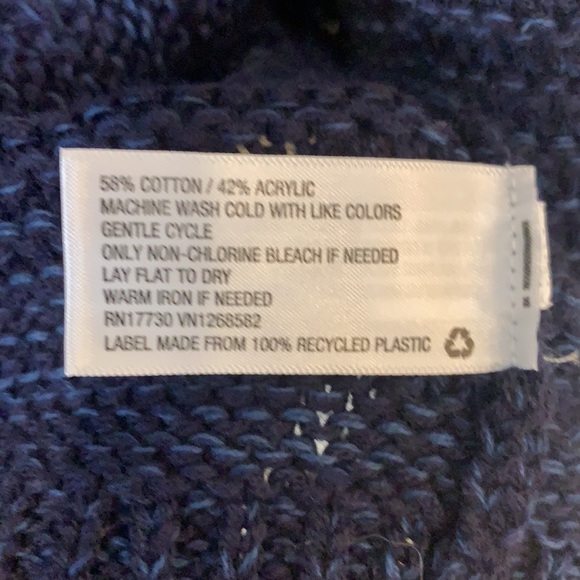 58% COTTON / 42% ACRYLIC
MACHINE WASH COLD WITH LIKE COLORS
GENTLE CYCLE
ONLY NON-CHLORINE BLEACH IF NEEDED
LAY FLAT TO DRY
WARM IRON IF NEEDED
RN17730 VN1268582
LABEL MADE FROM 100% RECYCLED PLASTIC